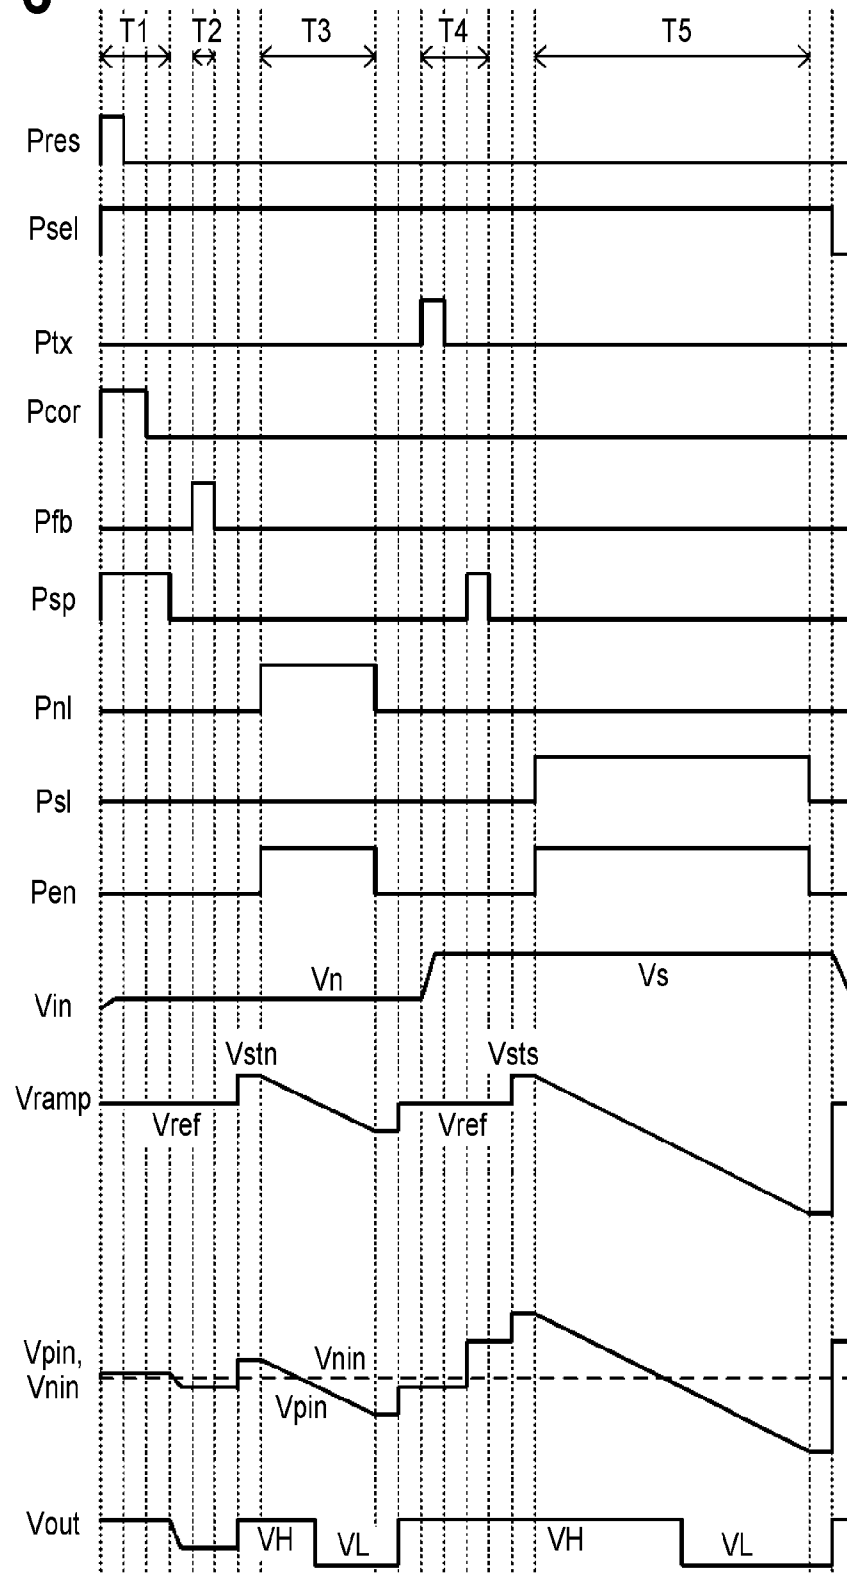 T1 T2 T3 T4 T5
Pres
Psel
Ptx
Pcor
Pfb
Psp
Pnl
Psl
Pen
Vn
Vs
Vin
Vstn Vsts
Vramp
Vref Vref
Vpin,
Vnin
Vnin
Vpin
Vout
VH VL VH VL